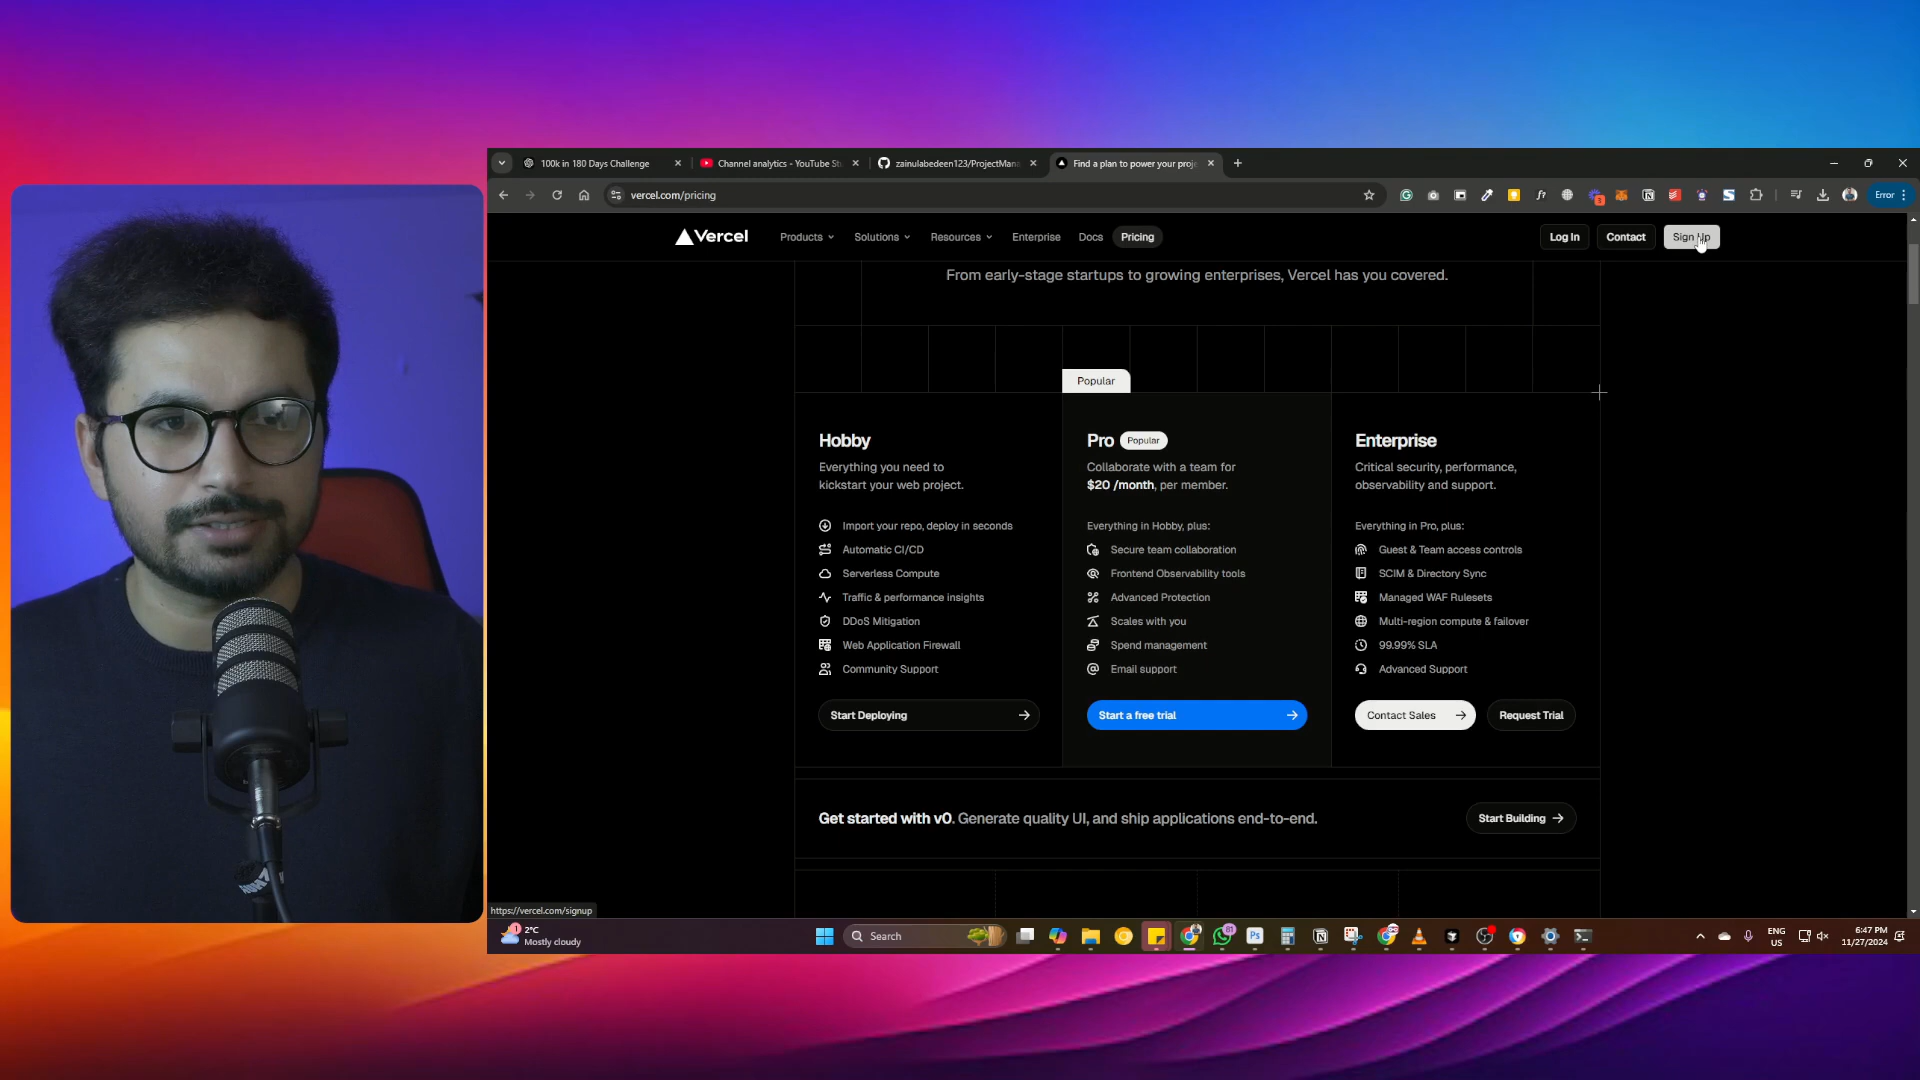 100k in 180 Days Challenge
Channel analytics - YouTube St
zainulabedeen123/ProjectMan
Find a plan to power your proj
vercel.com/pricing
Error
3
Vercel
Products
Solutions
Resources
Enterprise
Docs
Pricing
Log In
Contact
Sign Up
From early-stage startups to growing enterprises, Vercel has you covered.
Popular
Hobby
Everything you need to
kickstart your web project.
Import your repo, deploy in seconds
Automatic CI/CD
Serverless Compute
Traffic & performance insights
DDoS Mitigation
Web Application Firewall
Community Support
Start Deploying
Pro
Popular
Collaborate with a team for
$20 /month, per member.
Everything in Hobby, plus:
Secure team collaboration
Frontend Observability tools
Advanced Protection
Scales with you
Spend management
Email support
Start a free trial
Enterprise
Critical security, performance,
observability and support.
Everything in Pro, plus:
Guest & Team access controls
SCIM & Directory Sync
Managed WAF Rulesets
Multi-region compute & failover
99.99% SLA
Advanced Support
Contact Sales
Request Trial
Get started with v0. Generate quality UI, and ship applications end-to-end.
Start Building
https://vercel.com/signup
1
2°C
Mostly cloudy
Search
81
Ps
ENG
US
6:47 PM
11/27/2024